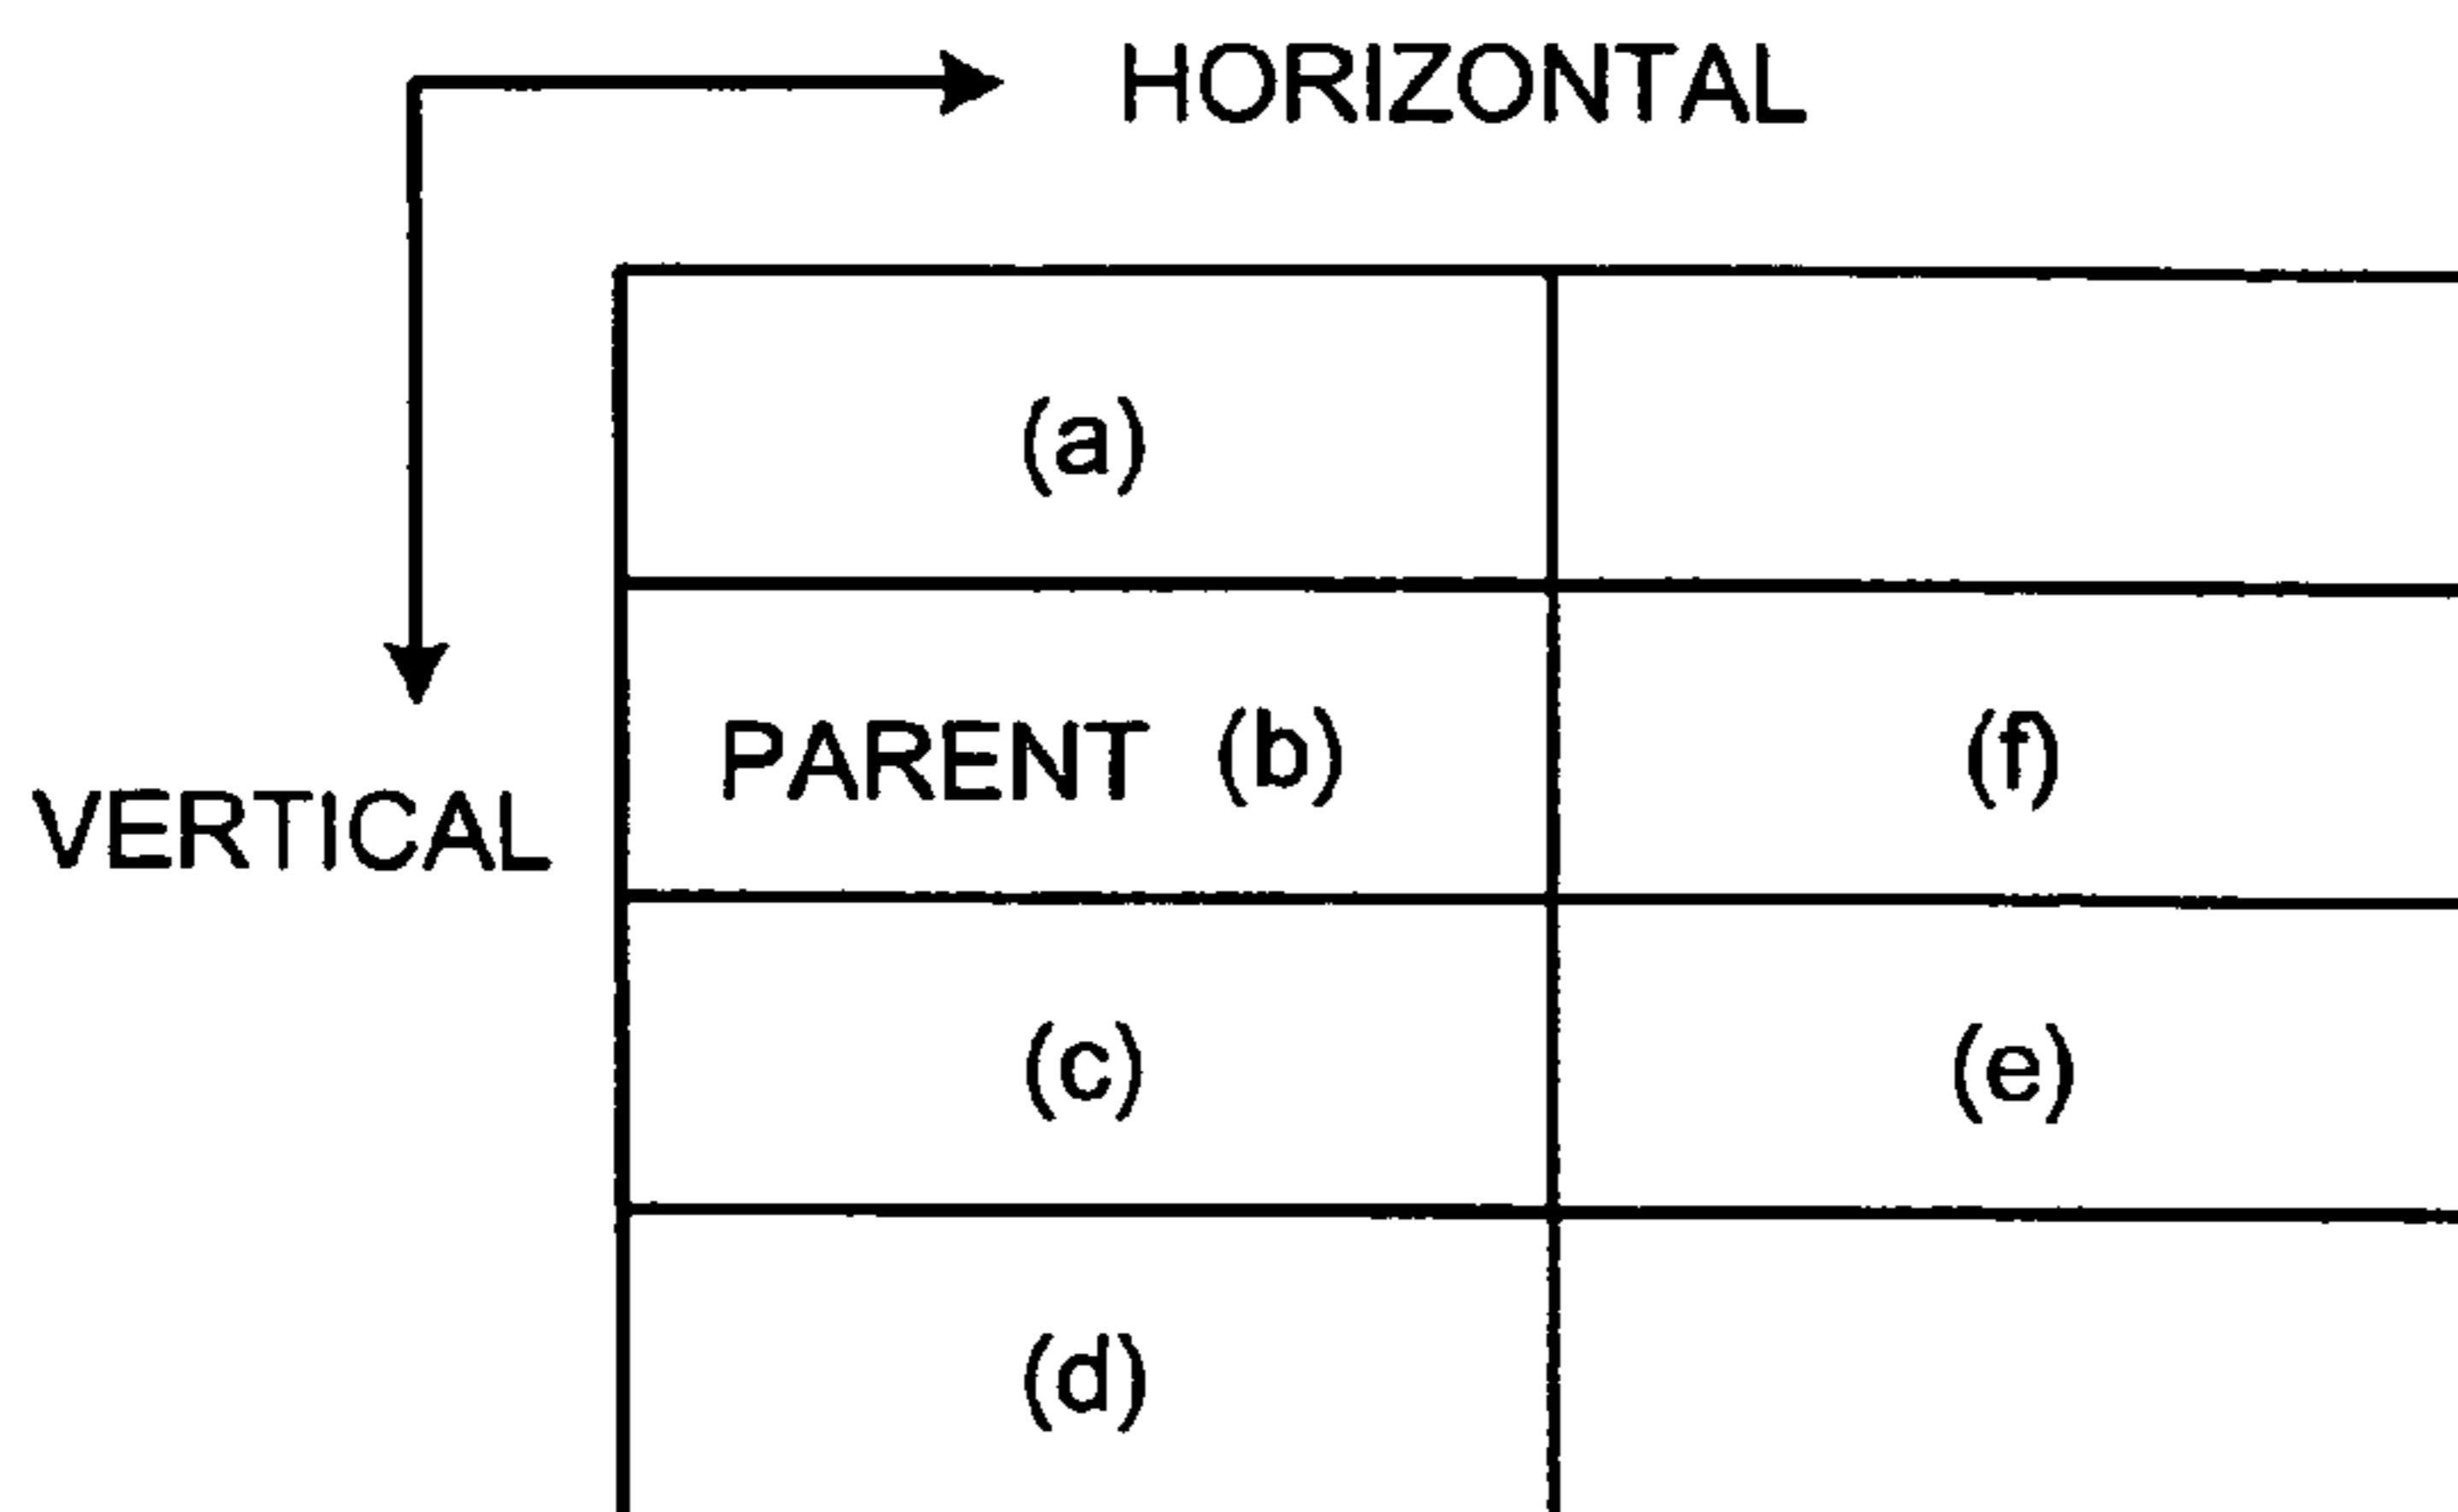 HORIZONTAL
(a)
PARENT (b) (f)
VERTICAL
(c) (e)
(d)